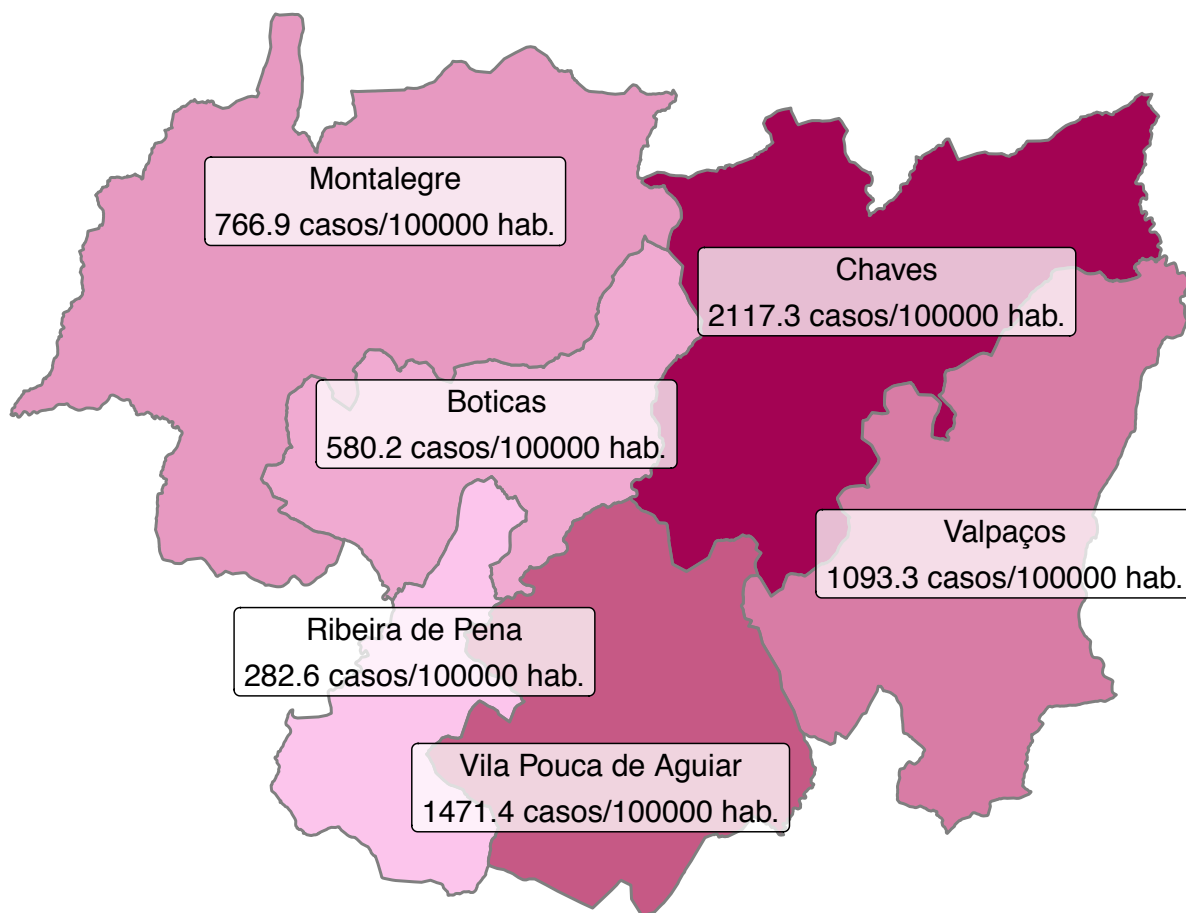 Montalegre
766.9 casos/100000 hab.
Chaves
2117.3 casos/100000 hab.
Boticas
580.2 casos/100000 hab.
Valpaços
1093.3 casos/100000 hab.
Ribeira de Pena
282.6 casos/100000 hab.
Vila Pouca de Aguiar
1471.4 casos/100000 hab.